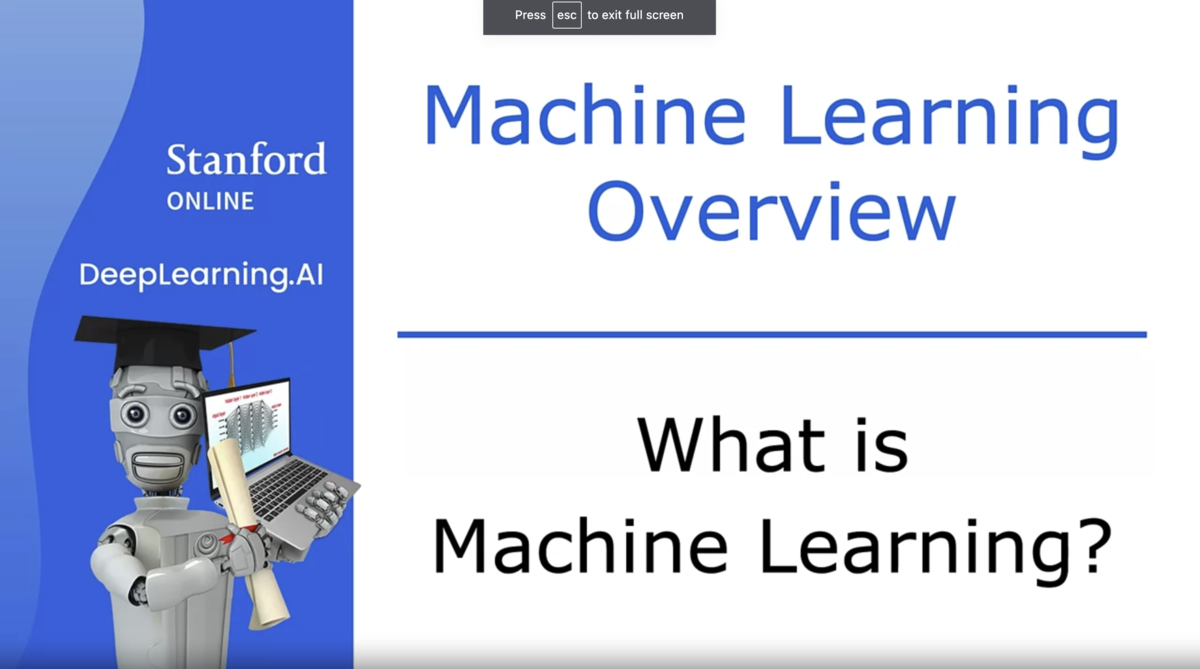 Press esc to exit full screen
Stanford
ONLINE
DeepLearning.AI
Machine Learning
Overview
What is
Machine Learning?